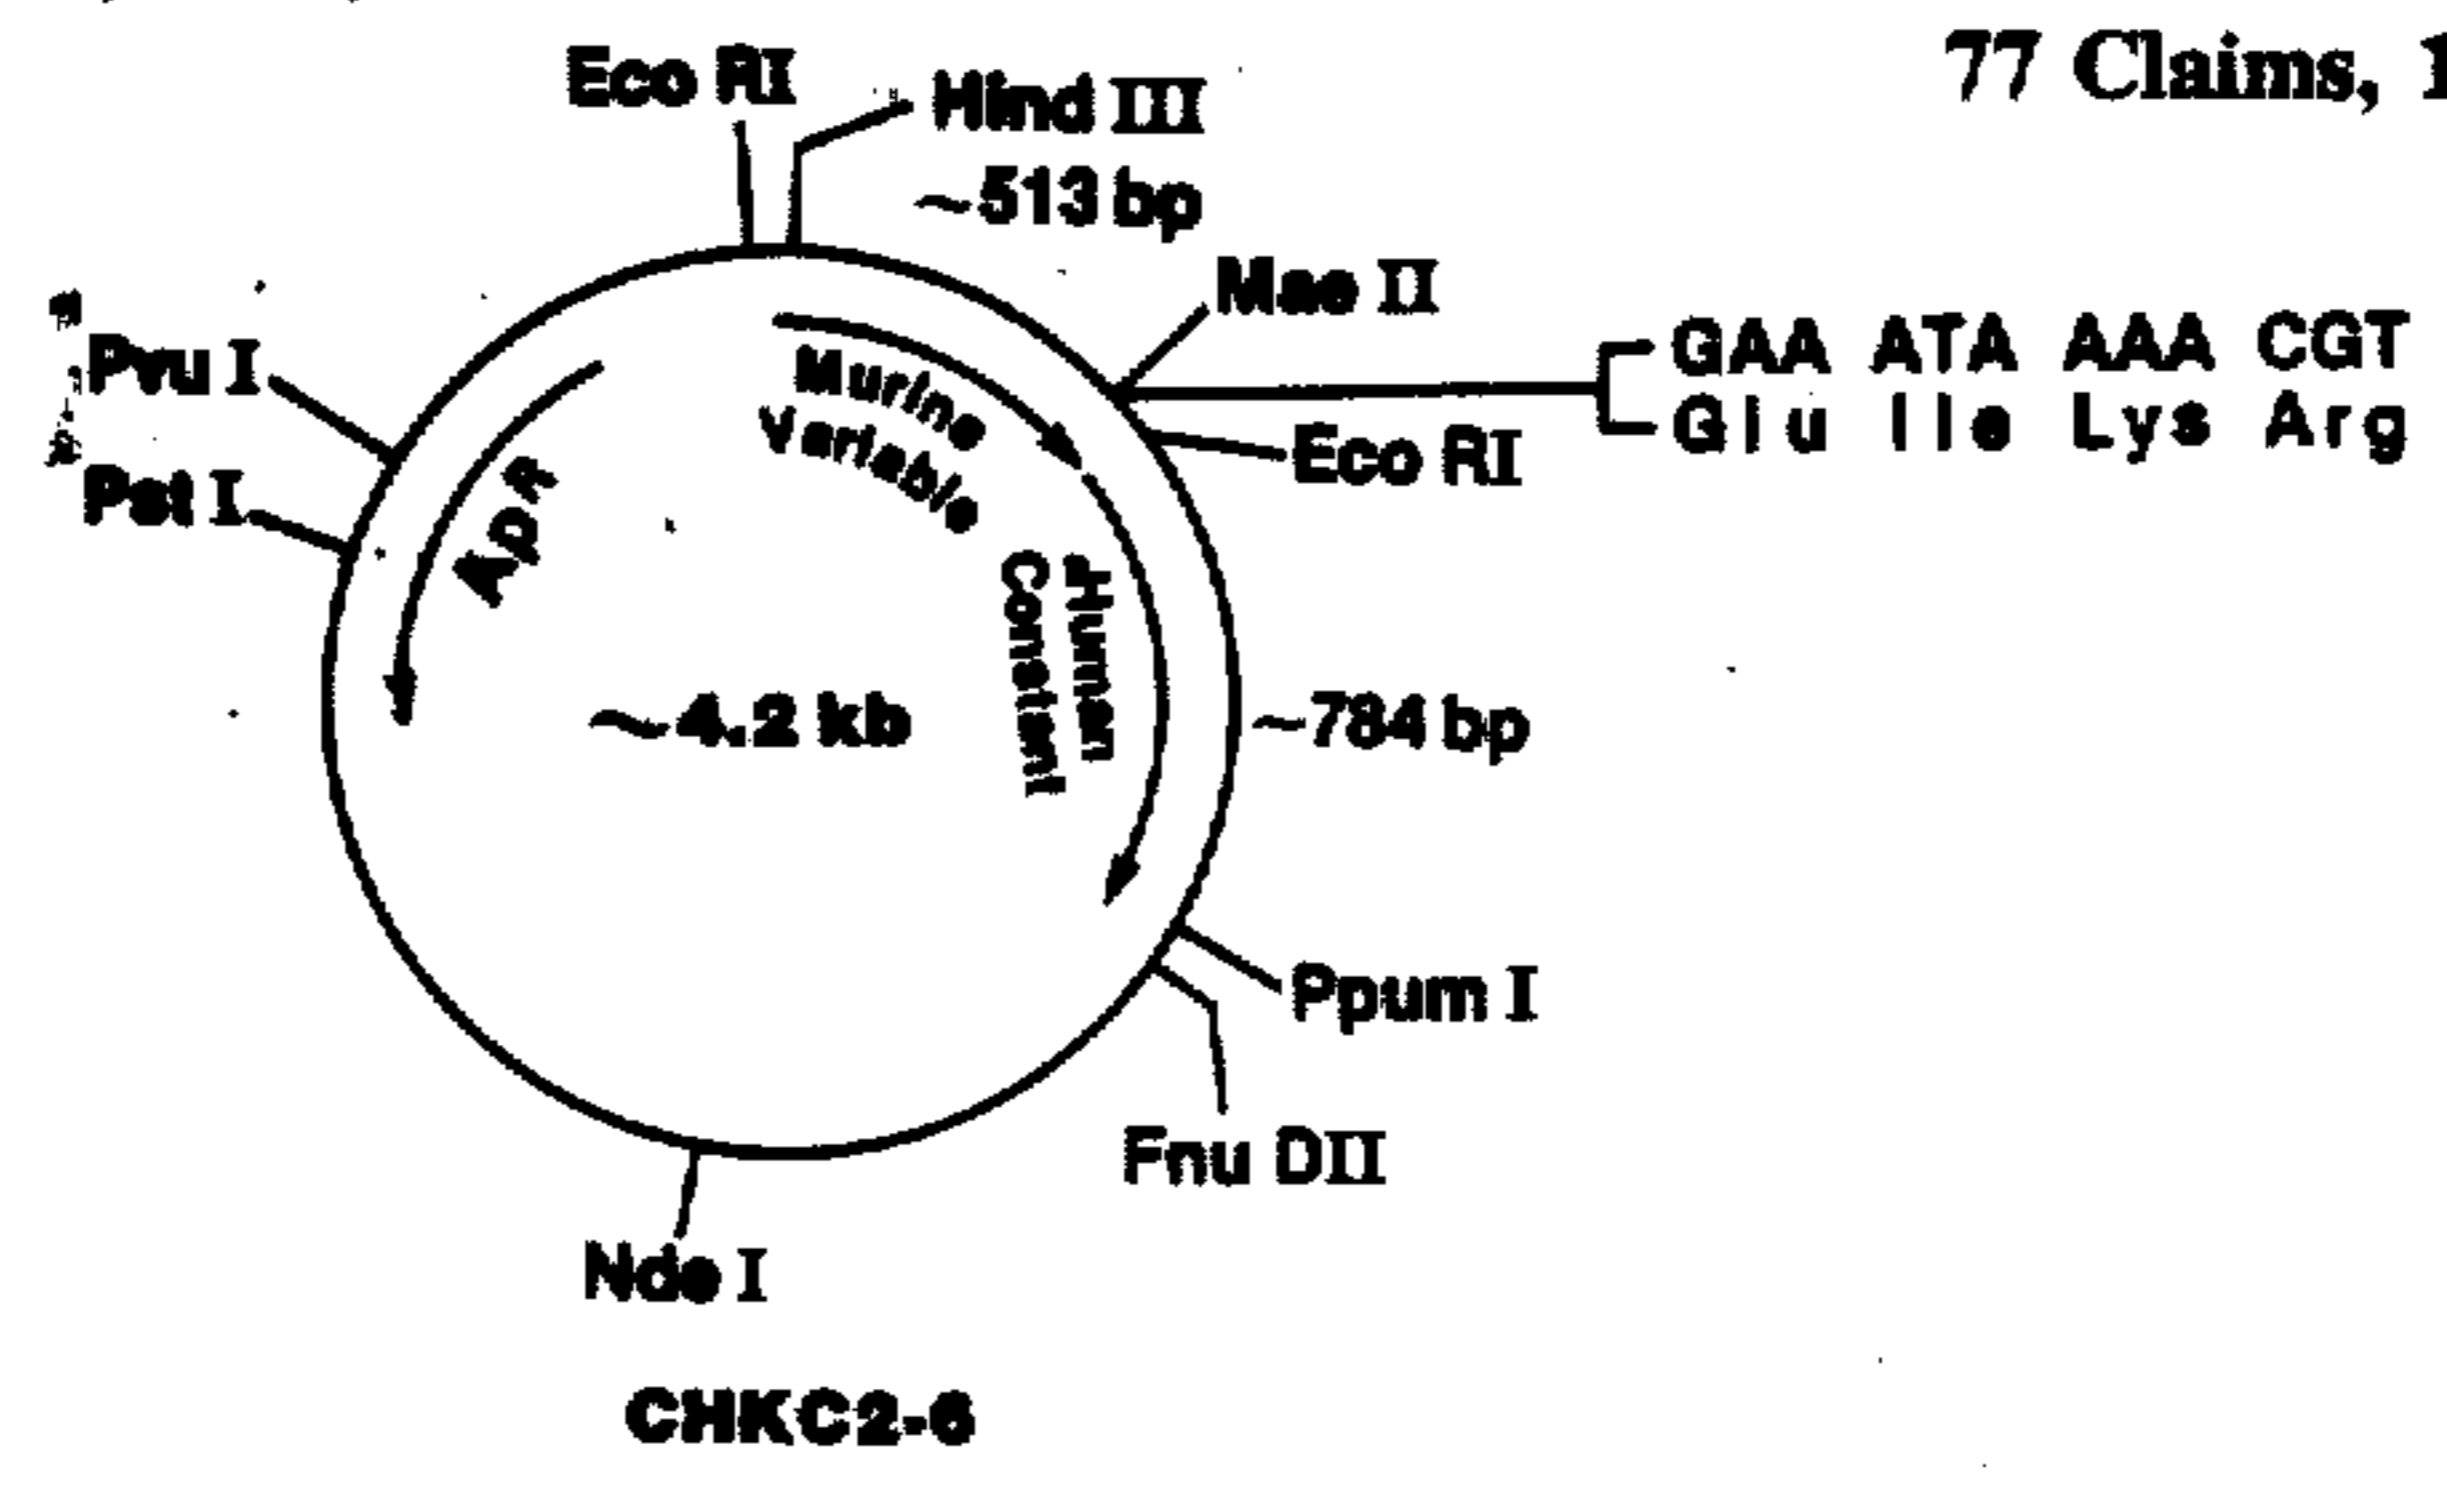 77 Claims, 1
Eco RI
Hind III
~513 bp
Mae II
GAA ATA AAA CGT
Glu Ile Lys Arg
Eco RI
Pvu I
Pst I
ApR
Murine
Variable
Human
Constant
~4.2 kb
~784 bp
Ppum I
Fnu DII
Nde I
CHKC2-6